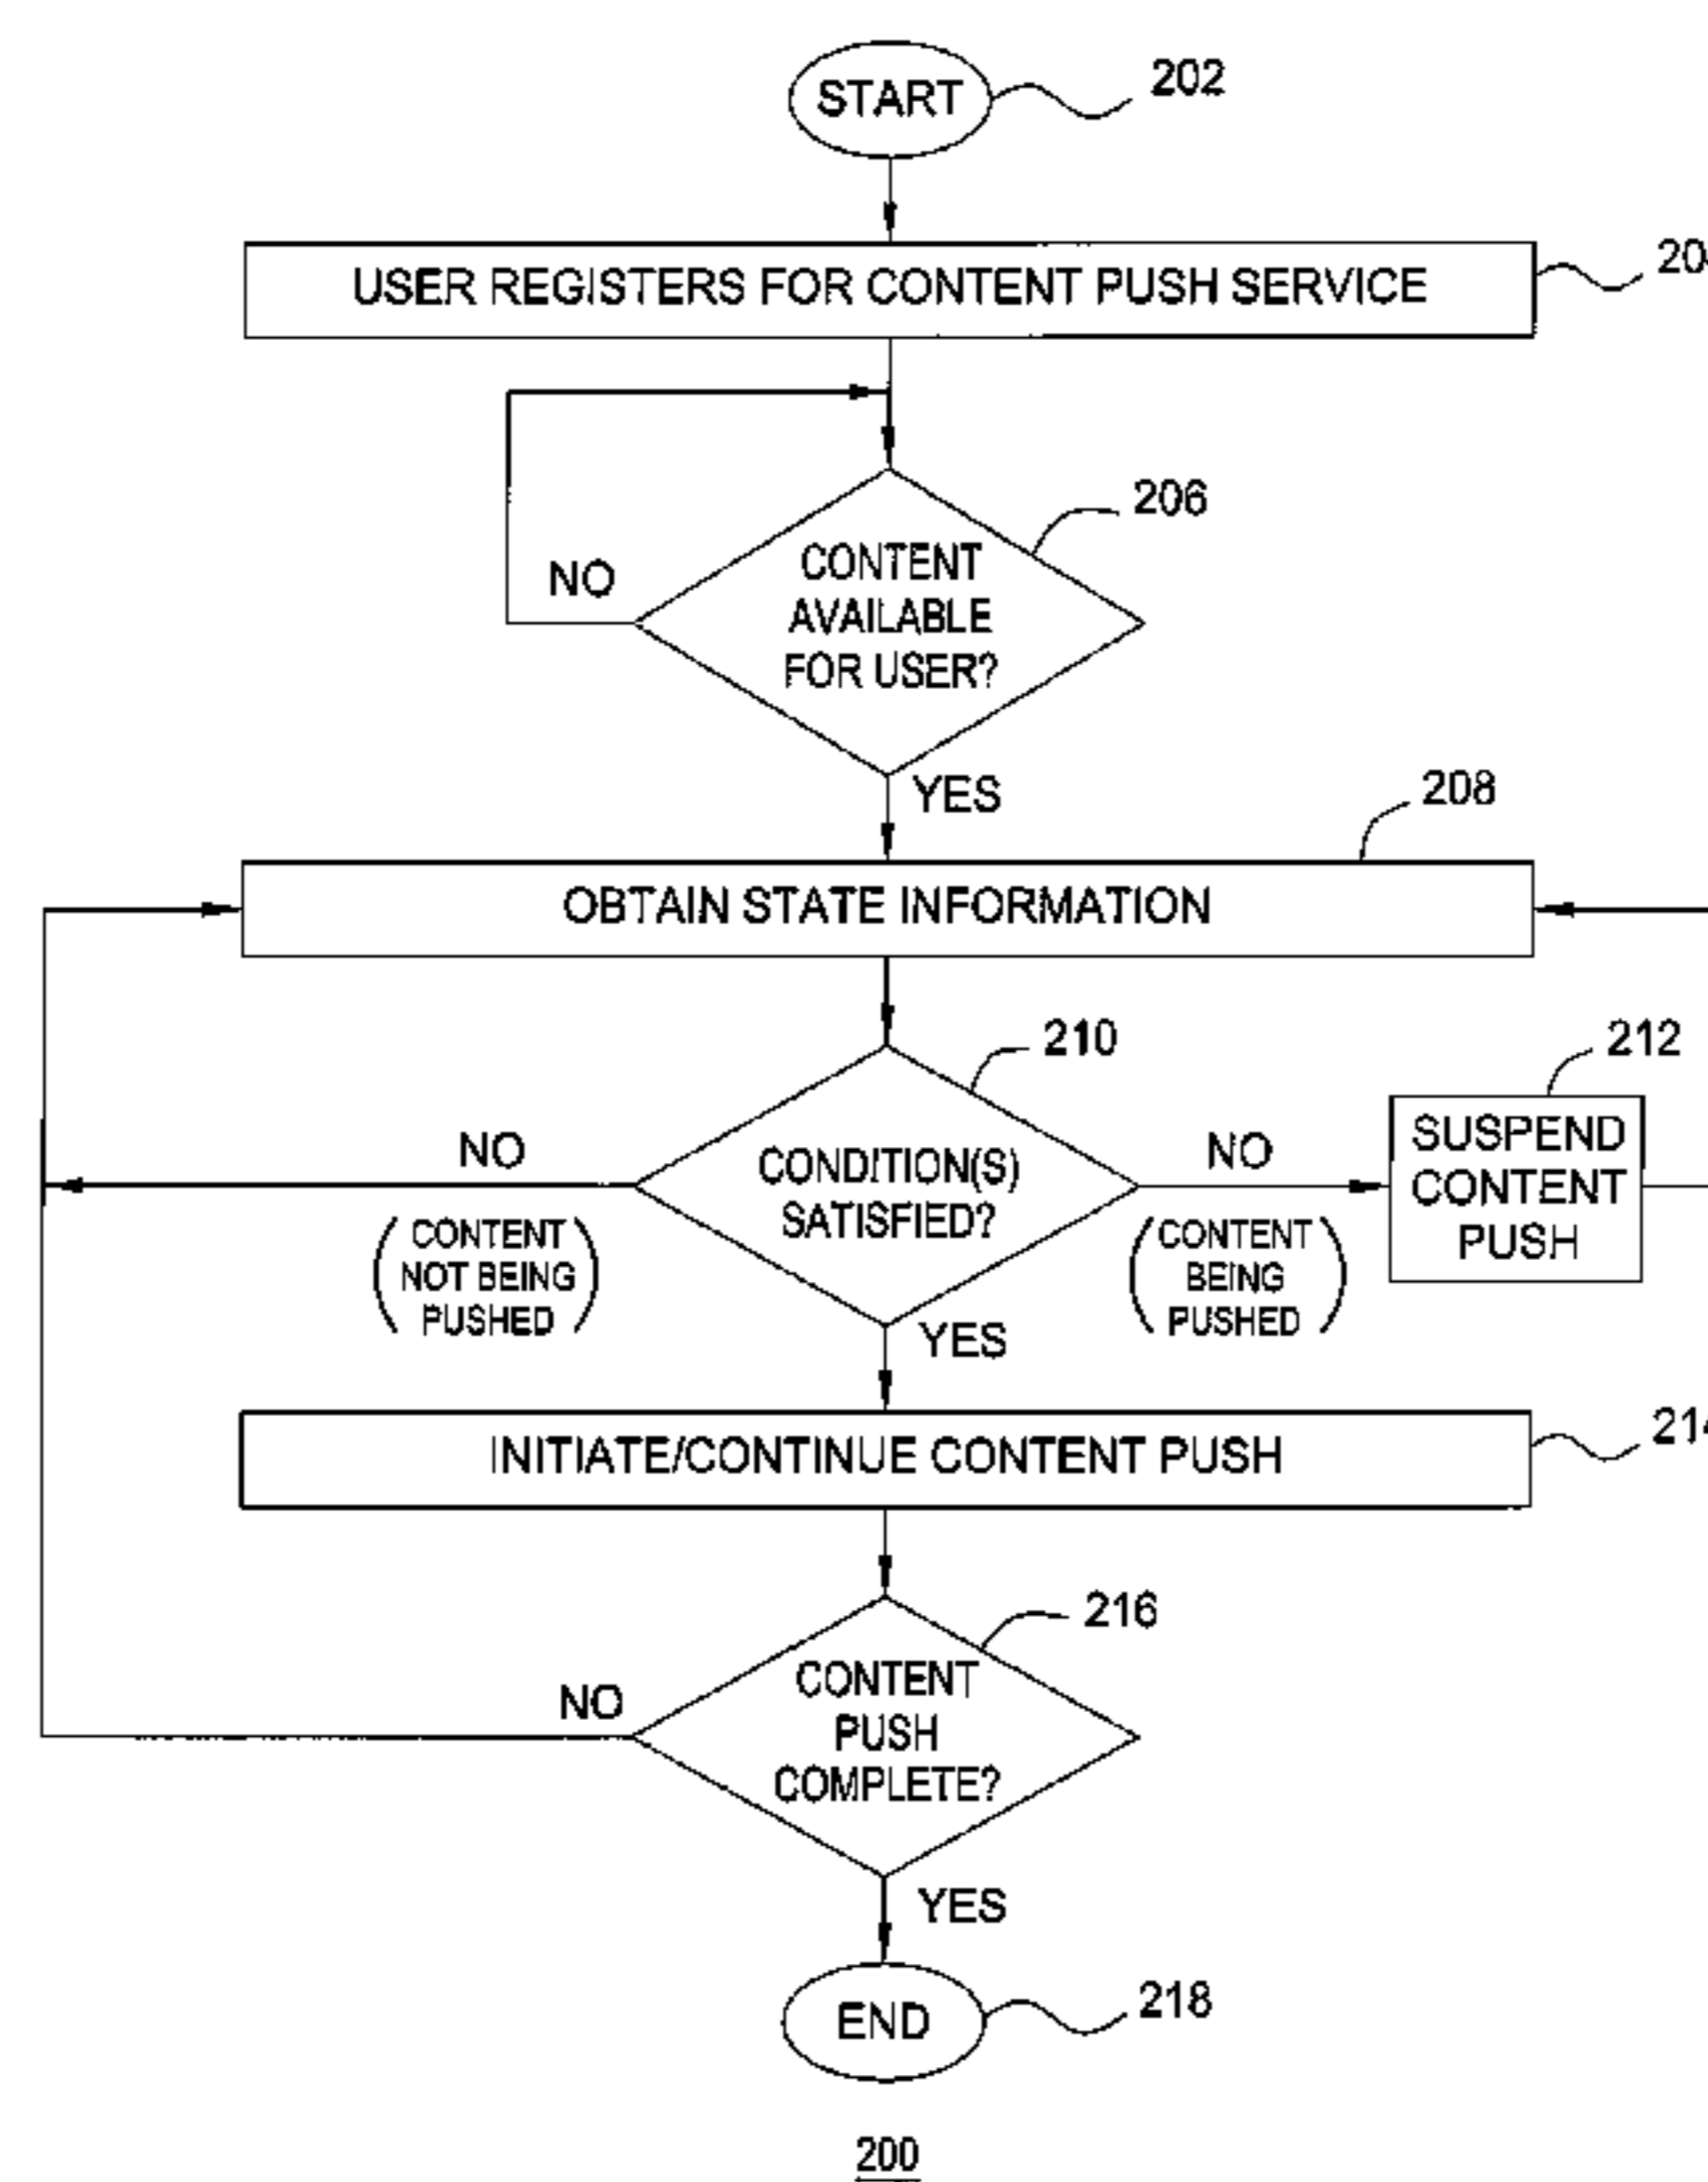 START
202
USER REGISTERS FOR CONTENT PUSH SERVICE
206
CONTENT
AVAILABLE
FOR USER?
NO
YES
208
OBTAIN STATE INFORMATION
210
212
NO
CONDITION(S)
SATISFIED?
NO
SUSPEND
CONTENT
PUSH
(CONTENT
NOT BEING
PUSHED)
(CONTENT
BEING
PUSHED)
YES
INITIATE/CONTINUE CONTENT PUSH
216
CONTENT
PUSH
COMPLETE?
NO
YES
END
218
200